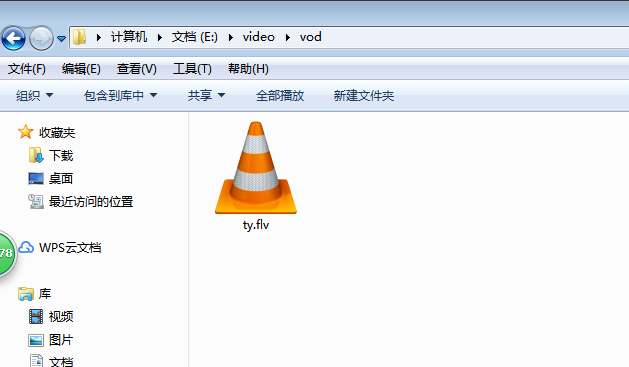 计算机 文档 (E:) video vod
文件(F) 编辑(E) 查看(V) 工具(T) 帮助(H)
组织 包含到库中 共享 全部播放 新建文件夹
收藏夹
下载
桌面
最近访问的位置
78
WPS云文档
库
视频
图片
文档
ty.flv